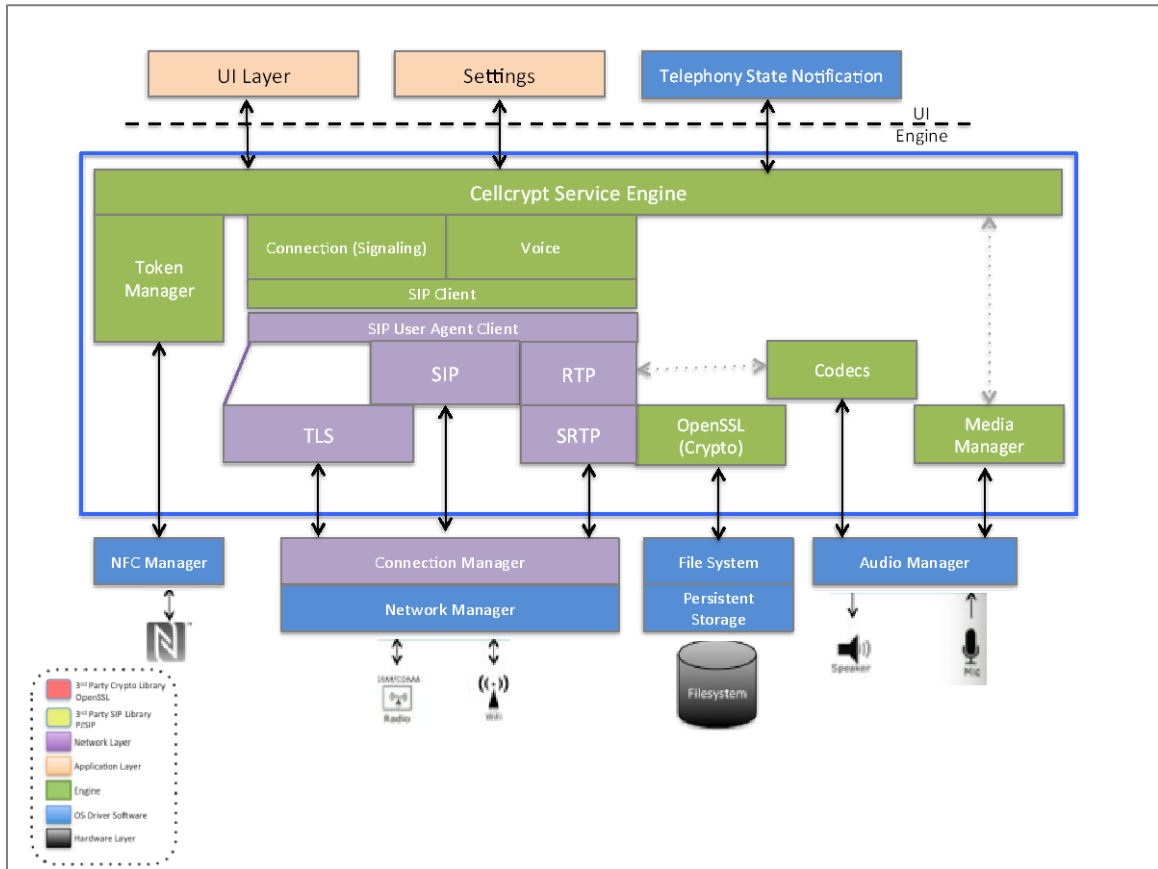 UI Layer
Settings
Telephony State Notification
UI
Engine
Cellcrypt Service Engine
Token
Manager
Connection (Signaling)
Voice
SIP Client
SIP User Agent Client
SIP
RTP
Codecs
TLS
SRTP
OpenSSL
(Crypto)
Media
Manager
NFC Manager
Connection Manager
Network Manager
File System
Persistent
Storage
Audio Manager
Radio
WiFi
Filesystem
Speaker
Mic
3rd Party Crypto Library
OpenSSL
3rd Party SIP Library
PJSIP
Network Layer
Application Layer
Engine
OS Driver Software
Hardware Layer